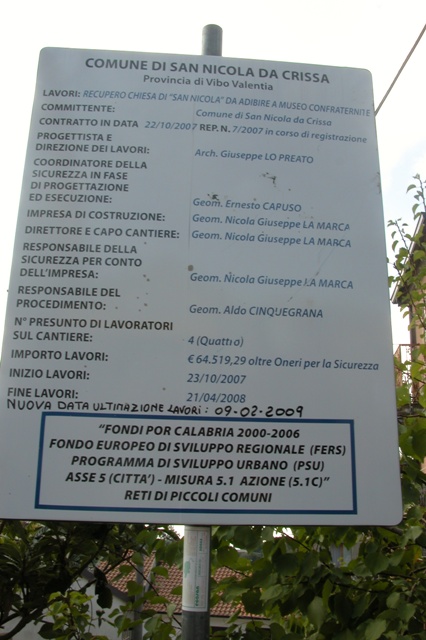 COMUNE DI SAN NICOLA DA CRISSA
Provincia di Vibo Valentia
LAVORI: RECUPERO CHIESA DI "SAN NICOLA" DA ADIBIRE A MUSEO CONFRATERNITE
COMMITTENTE: Comune di San Nicola da Crissa
CONTRATTO IN DATA 22/10/2007 REP. N. 7/2007 in corso di registrazione
PROGETTISTA E
DIREZIONE DEI LAVORI: Arch. Giuseppe LO PREATO
COORDINATORE DELLA
SICUREZZA IN FASE
DI PROGETTAZIONE
ED ESECUZIONE: Geom. Ernesto CAPUSO
IMPRESA DI COSTRUZIONE: Geom. Nicola Giuseppe LA MARCA
DIRETTORE E CAPO CANTIERE: Geom. Nicola Giuseppe LA MARCA
RESPONSABILE DELLA
SICUREZZA PER CONTO
DELL'IMPRESA: Geom. Nicola Giuseppe LA MARCA
RESPONSABILE DEL
PROCEDIMENTO: Geom. Aldo CINQUEGRANA
N° PRESUNTO DI LAVORATORI
SUL CANTIERE: 4 (Quattro)
IMPORTO LAVORI: € 64.519,29 oltre Oneri per la Sicurezza
INIZIO LAVORI: 23/10/2007
FINE LAVORI: 21/04/2008
NUOVA DATA ULTIMAZIONE LAVORI: 09-02-2009
"FONDI POR CALABRIA 2000-2006
FONDO EUROPEO DI SVILUPPO REGIONALE (FERS)
PROGRAMMA DI SVILUPPO URBANO (PSU)
ASSE 5 (CITTA') - MISURA 5.1 AZIONE (5.1C)"
RETI DI PICCOLI COMUNI